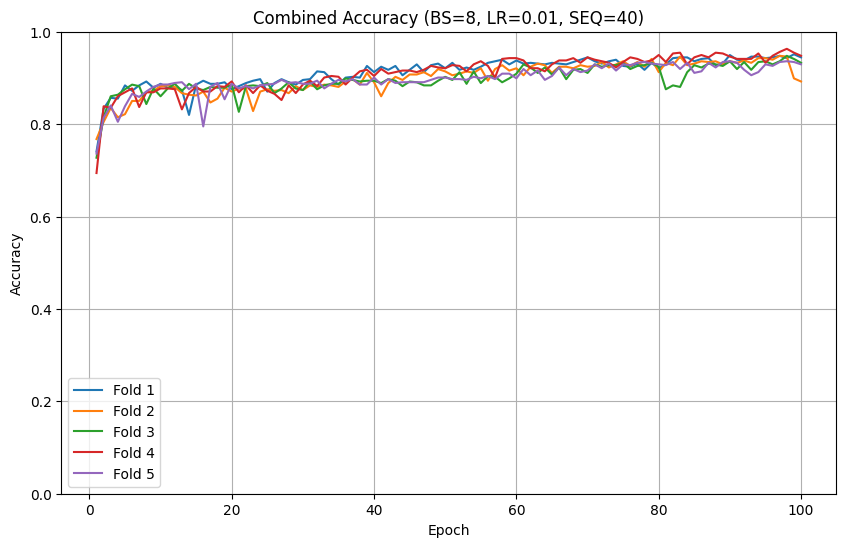 Combined Accuracy (BS=8, LR=0.01, SEQ=40)
1.0
0.8
0.6
0.4
0.2
0.0
Accuracy
Fold 1
Fold 2
Fold 3
Fold 4
Fold 5
0 20 40 60 80 100
Epoch